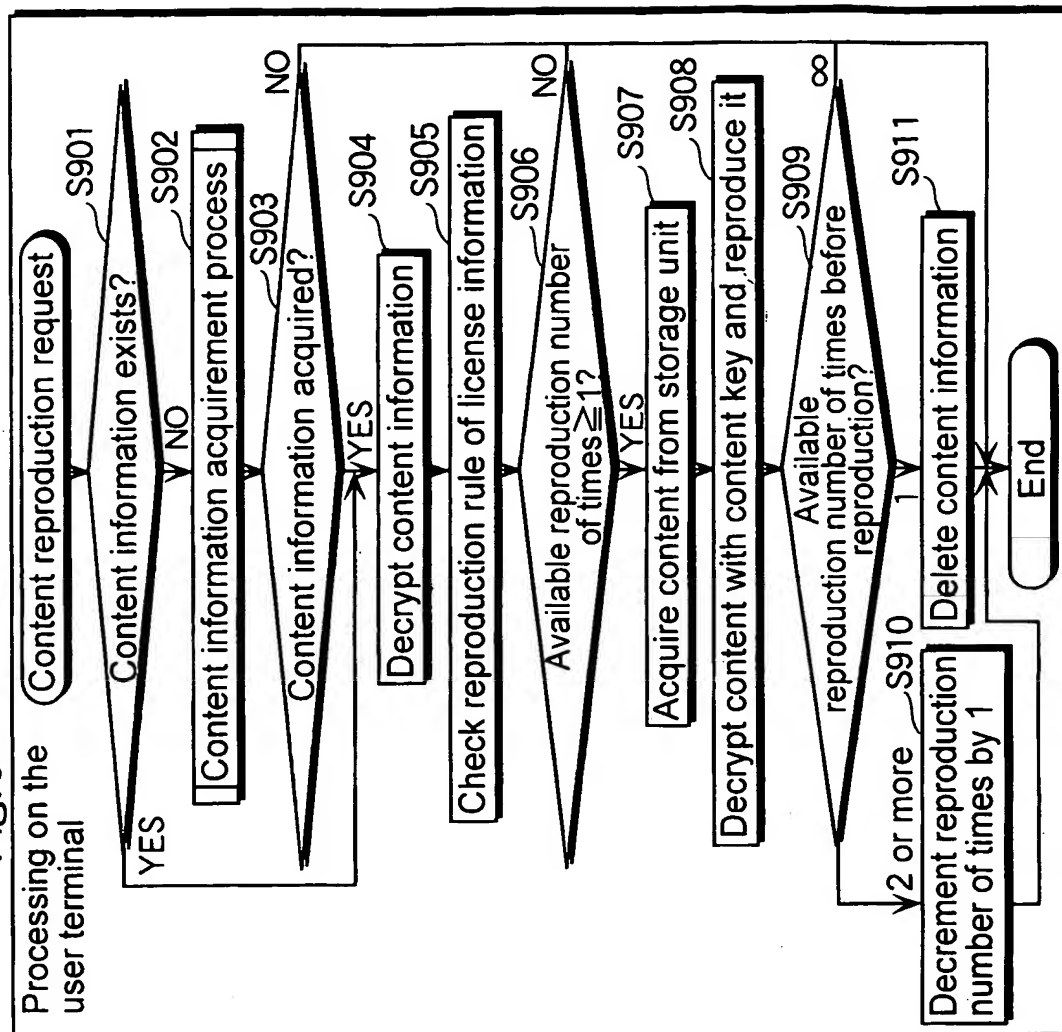 Processing on the
user terminal
Content reproduction request
S901
Content information exists?
YES
NO
S902
Content information acquirement process
S903
Content information acquired?
NO
YES
S904
Decrypt content information
S905
Check reproduction rule of license information
S906
Available reproduction number
of times≧1?
NO
YES
S907
Acquire content from storage unit
S908
Decrypt content with content key and reproduce it
S909
Available
reproduction number of times before
reproduction?
∞
2 or more
1
S910
Decrement reproduction
number of times by 1
S911
Delete content information
End